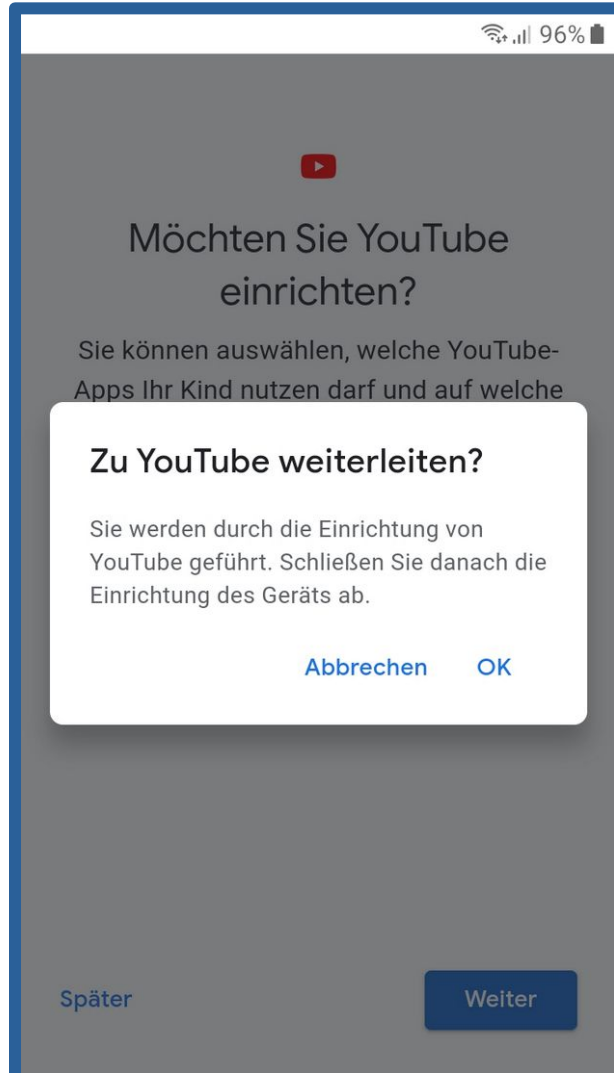 96%
Möchten Sie YouTube
einrichten?
Sie können auswählen, welche YouTube-
Apps Ihr Kind nutzen darf und auf welche
Zu YouTube weiterleiten?
Sie werden durch die Einrichtung von
YouTube geführt. Schließen Sie danach die
Einrichtung des Geräts ab.
Abbrechen OK
Später Weiter